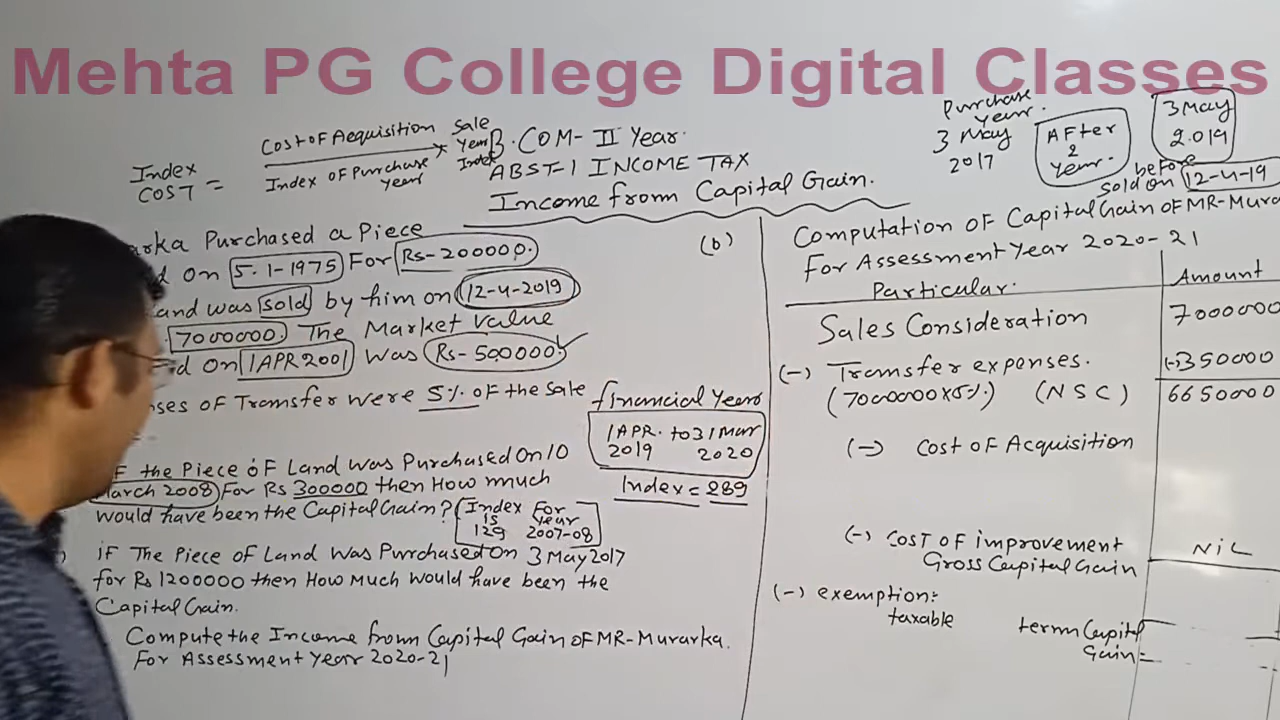 Mehta PG College Digital Classes
Index COST = Cost of Acquisition / Index of Purchase year × Sale Year Index
B.COM- II Year.
ABST-1 INCOME TAX
Income from Capital Gain.
Purchased a Piece
on 5.1-1975 For Rs-200000.
and was sold by him on 12-4-2019
7000000. The Market value
on 1 APR 2001 was Rs-500000.
of Transfer were 5% of the sale
the Piece of Land was Purchased on 10
March 2008 For Rs 300000 then How much
would have been the Capital Gain? Index For
is year
129 2007-08
if The Piece of Land was Purchased on 3 May 2017
for Rs 1200000 then How Much would have been the
Capital Gain.
Compute the Income from Capital Gain of MR-Murarka.
For Assessment year 2020-21
financial Year
1 APR. to 31 Mar
2019 2020
Index = 289
(b)
Purchase
year.
3 May
2017
After
2
year.
3 May
2019
before
sold on 12-4-19
Computation of Capital Gain of MR-
For Assessment Year 2020-21
Particular. Amount
Sales Consideration 7000000
(-) Transfer expenses. (-) 350000
(7000000x5%) (NSC) 6650000
(-) Cost of Acquisition
(-) Cost of improvement NiL
Gross Capital Gain
(-) exemption:
taxable term Capital
Gain=